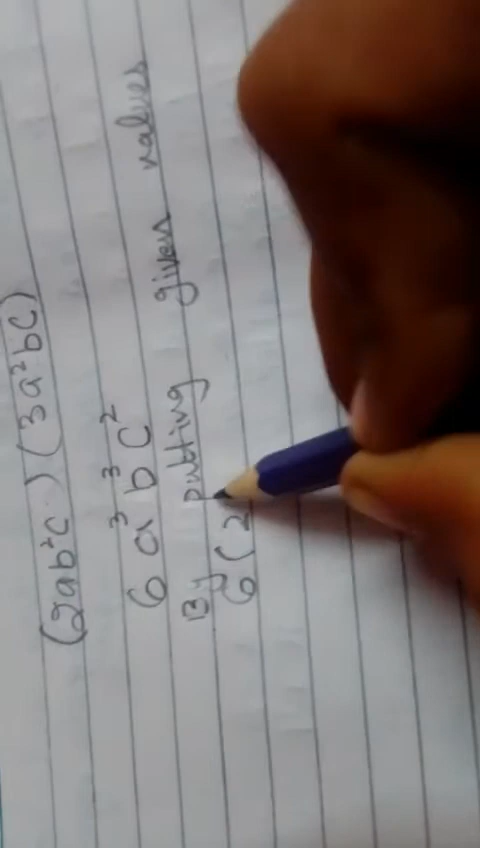 (2ab²c) (3a²bc)
6 a³ b³ c²
By putting given values
6 ( 2